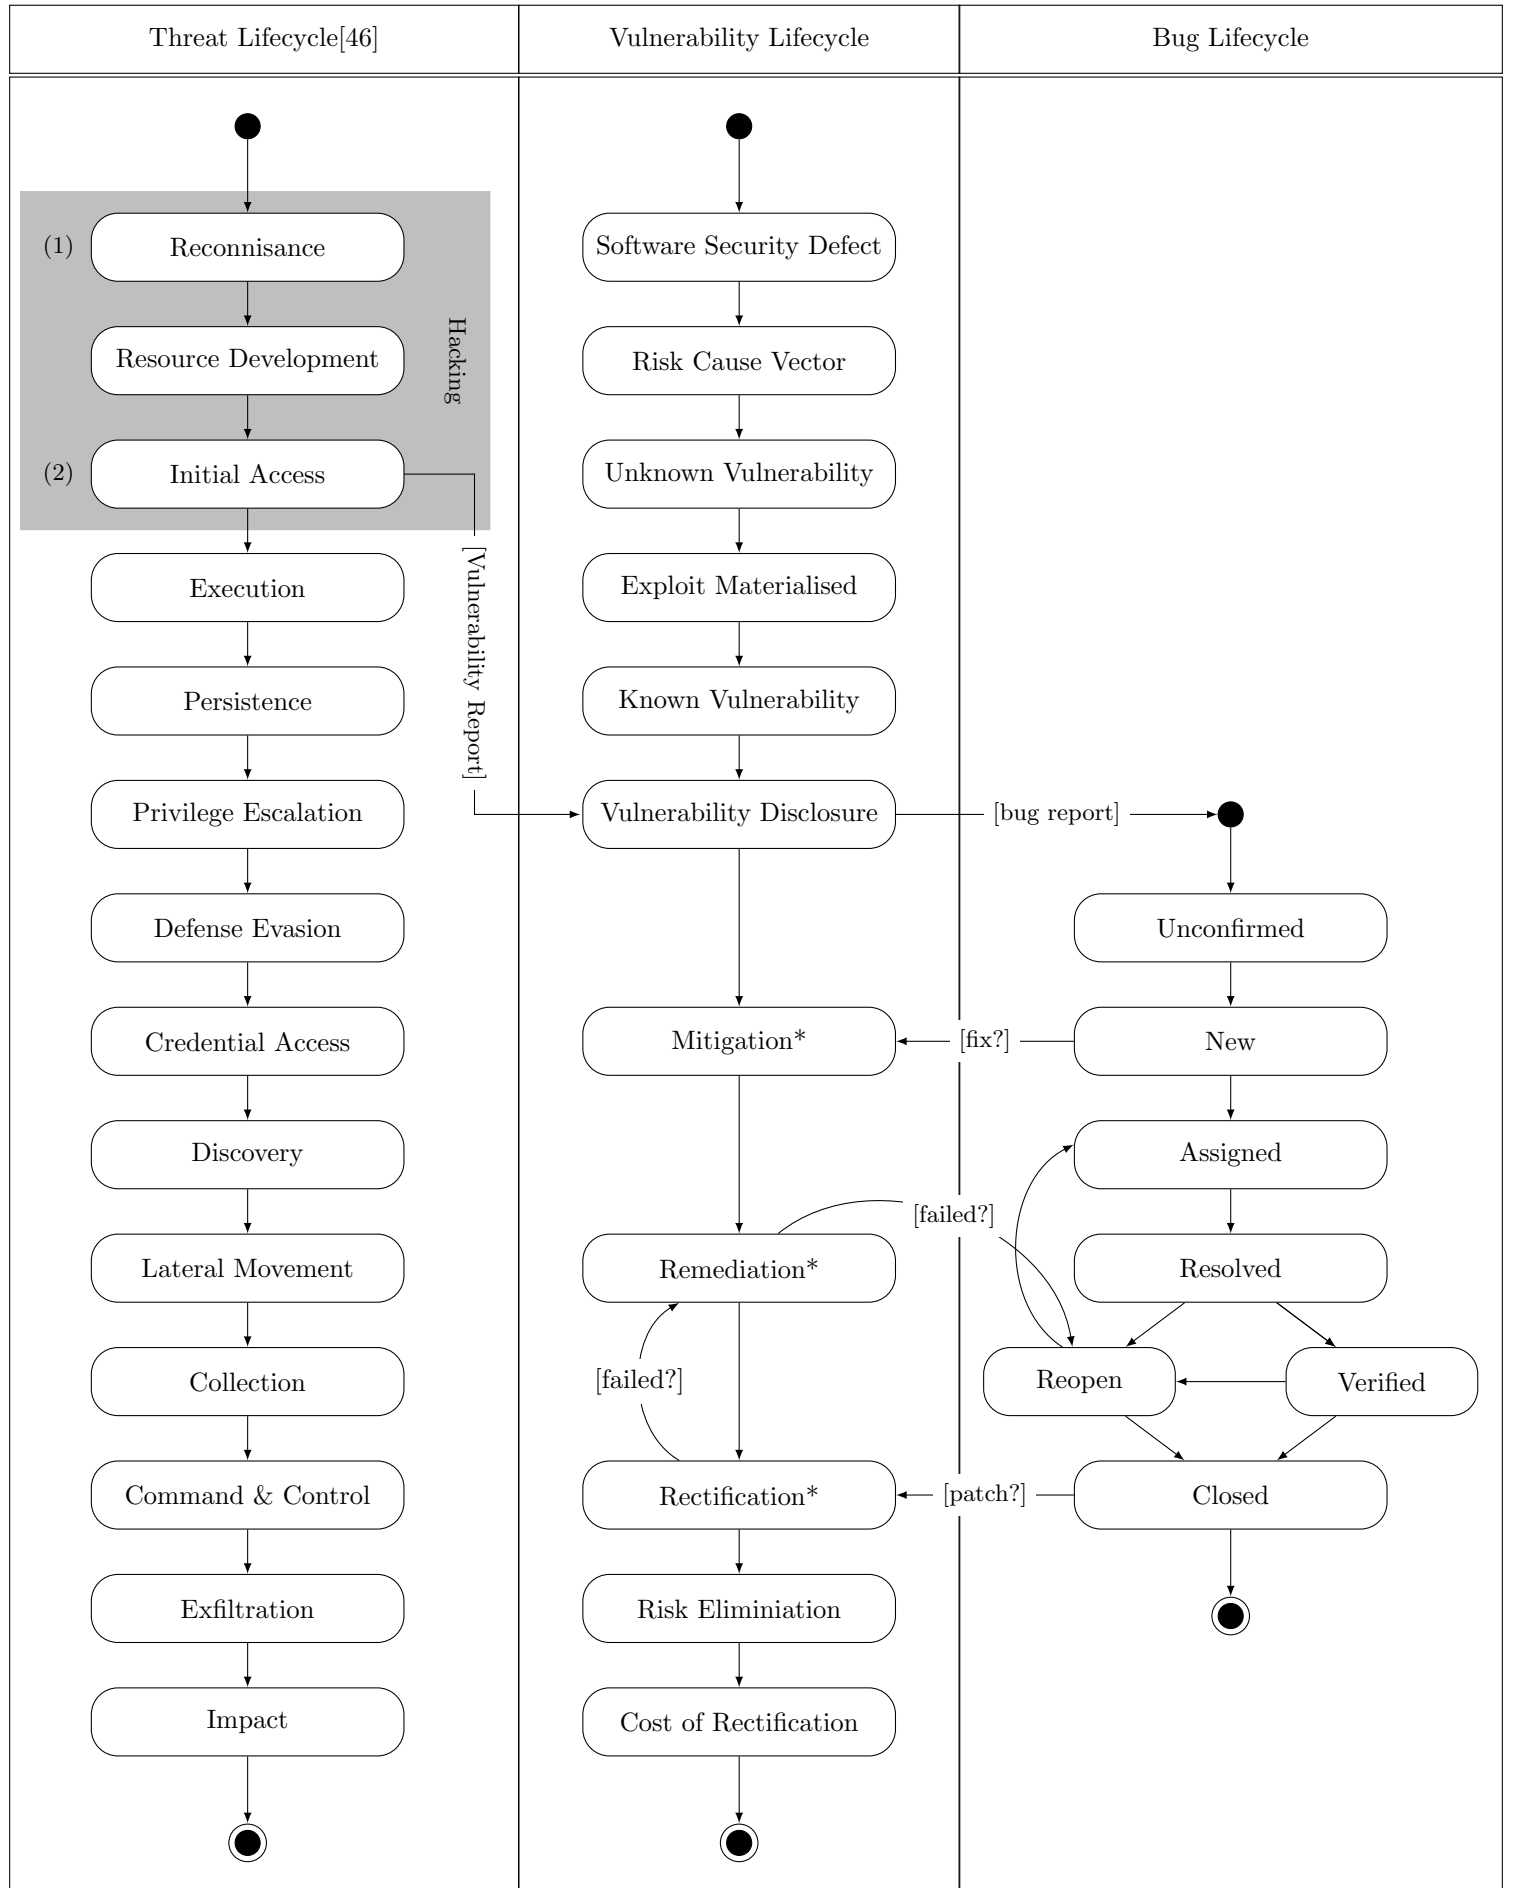 Threat Lifecycle[46]
Vulnerability Lifecycle
Bug Lifecycle
(1)
Reconnisance
Resource Development
Hacking
(2)
Initial Access
[Vulnerability Report]
Execution
Persistence
Privilege Escalation
Defense Evasion
Credential Access
Discovery
Lateral Movement
Collection
Command & Control
Exfiltration
Impact
Software Security Defect
Risk Cause Vector
Unknown Vulnerability
Exploit Materialised
Known Vulnerability
Vulnerability Disclosure
[bug report]
Mitigation*
[fix?]
Remediation*
[failed?]
[failed?]
Rectification*
[patch?]
Risk Eliminiation
Cost of Rectification
Unconfirmed
New
Assigned
Resolved
Reopen
Verified
Closed